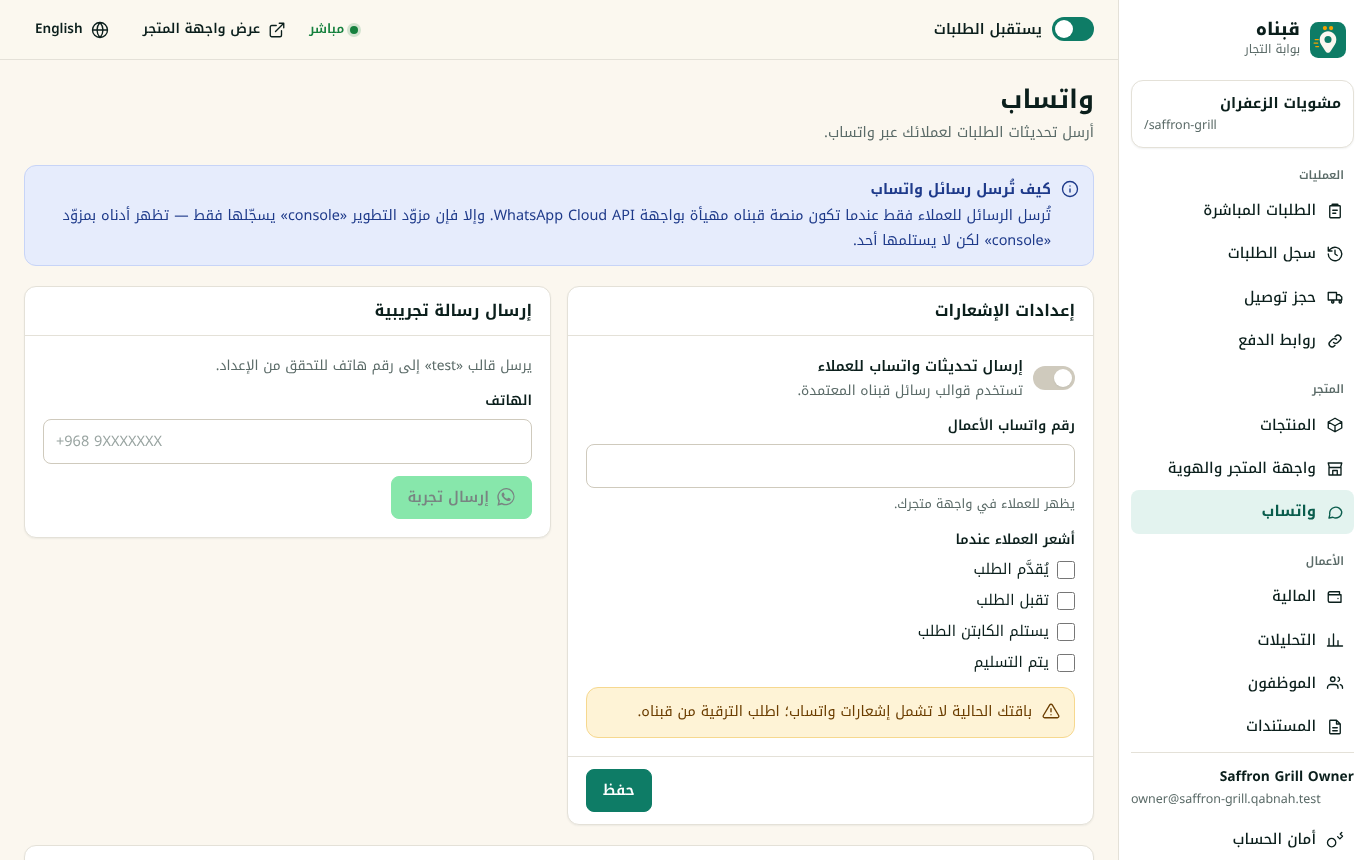 قبناه
بوابة التجار
مشويات الزعفران
/saffron-grill
العمليات
الطلبات المباشرة
سجل الطلبات
حجز توصيل
روابط الدفع
المتجر
المنتجات
واجهة المتجر والهوية
واتساب
الأعمال
المالية
التحليلات
الموظفون
المستندات
Saffron Grill Owner
owner@saffron-grill.qabnah.test
أمان الحساب
يستقبل الطلبات
مباشر
عرض واجهة المتجر
English
واتساب
أرسل تحديثات الطلبات لعملائك عبر واتساب.
كيف تُرسل رسائل واتساب
تُرسل الرسائل للعملاء فقط عندما تكون منصة قبناه مهيأة بواجهة WhatsApp Cloud API. وإلا فإن مزوّد التطوير «console» يسجّلها فقط — تظهر أدناه بمزوّد
«console» لكن لا يستلمها أحد.
إعدادات الإشعارات
إرسال تحديثات واتساب للعملاء
تستخدم قوالب رسائل قبناه المعتمدة.
رقم واتساب الأعمال
يظهر للعملاء في واجهة متجرك.
أشعر العملاء عندما
يُقدَّم الطلب
تقبل الطلب
يستلم الكابتن الطلب
يتم التسليم
باقتك الحالية لا تشمل إشعارات واتساب؛ اطلب الترقية من قبناه.
حفظ
إرسال رسالة تجريبية
يرسل قالب «test» إلى رقم هاتف للتحقق من الإعداد.
الهاتف
+968 9XXXXXXX
إرسال تجربة